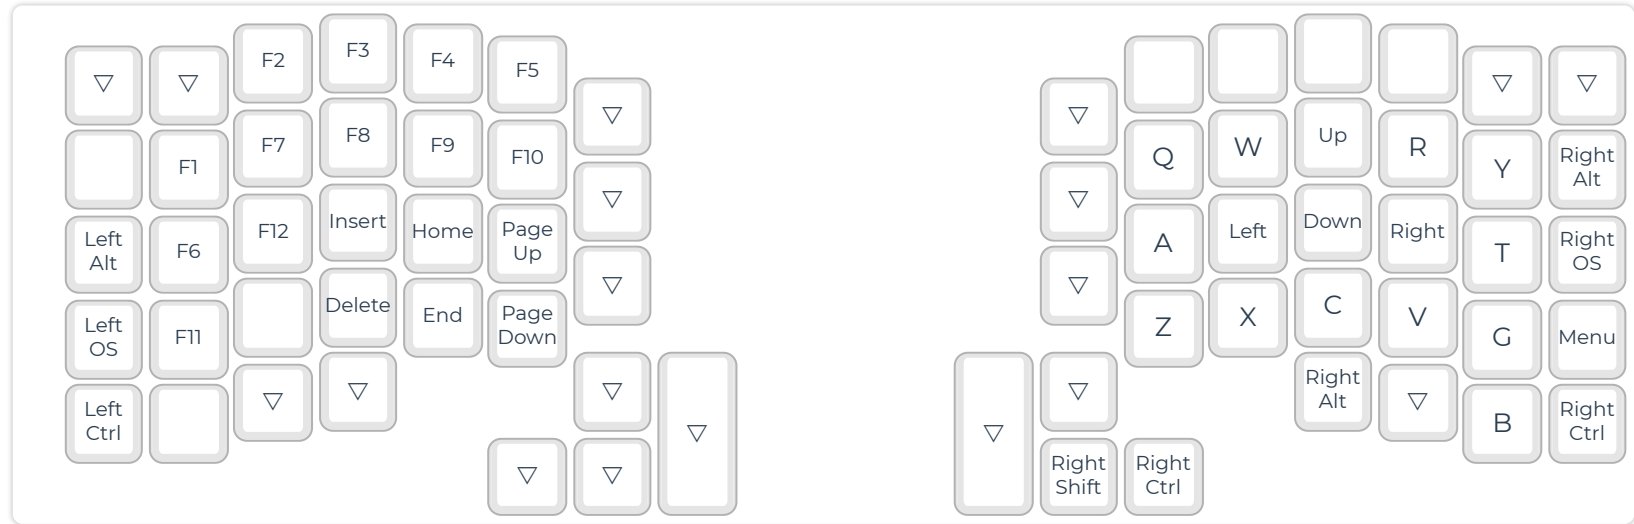 F2 F3 F4 F5
F1 F7 F8 F9 F10
Left Alt F6 F12 Insert Home Page Up
Left OS F11 Delete End Page Down
Left Ctrl
Q W Up R Y Right Alt
A Left Down Right T Right OS
Z X C V G Menu
Right Alt B Right Ctrl
Right Shift Right Ctrl